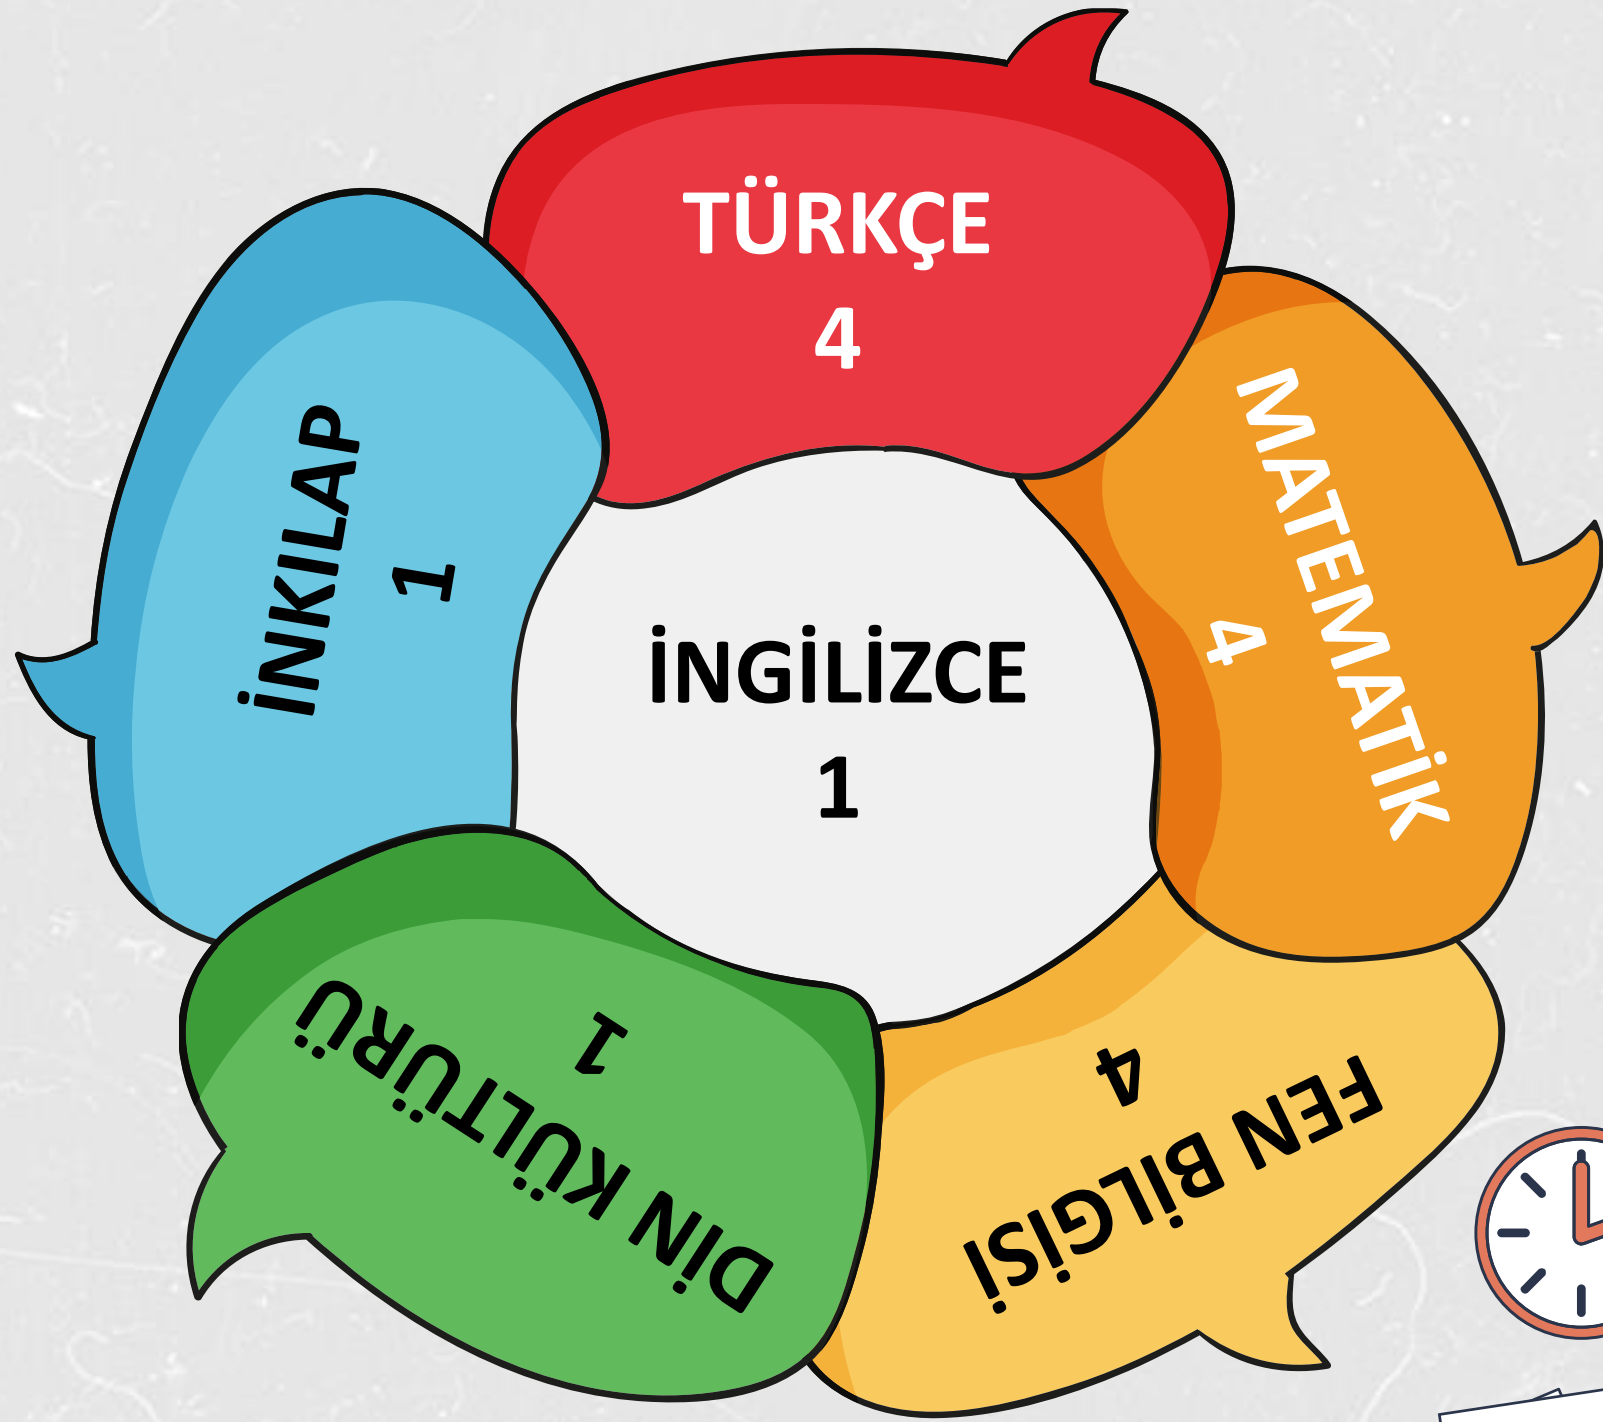 TÜRKÇE
4
MATEMATİK
4
FEN BİLGİSİ
4
DİN KÜLTÜRÜ
1
İNKILAP
1
İNGİLİZCE
1